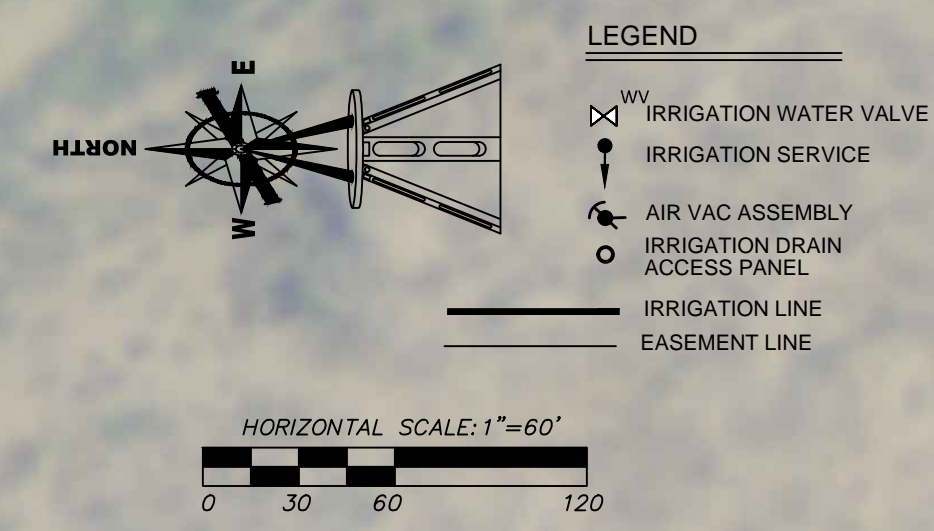 E
NORTH
W
LEGEND
WV
IRRIGATION WATER VALVE
IRRIGATION SERVICE
AIR VAC ASSEMBLY
IRRIGATION DRAIN
ACCESS PANEL
IRRIGATION LINE
EASEMENT LINE
HORIZONTAL SCALE: 1"=60'
0 30 60 120